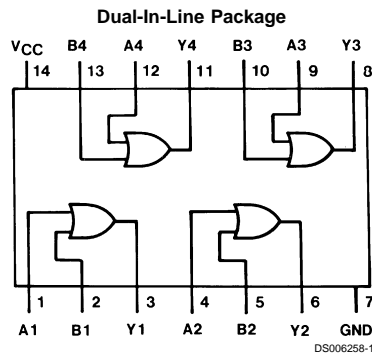 Dual-In-Line Package
VCC B4 A4 Y4 B3 A3 Y3
14 13 12 11 10 9 8
1 2 3 4 5 6 7
A1 B1 Y1 A2 B2 Y2 GND
DS006258-1